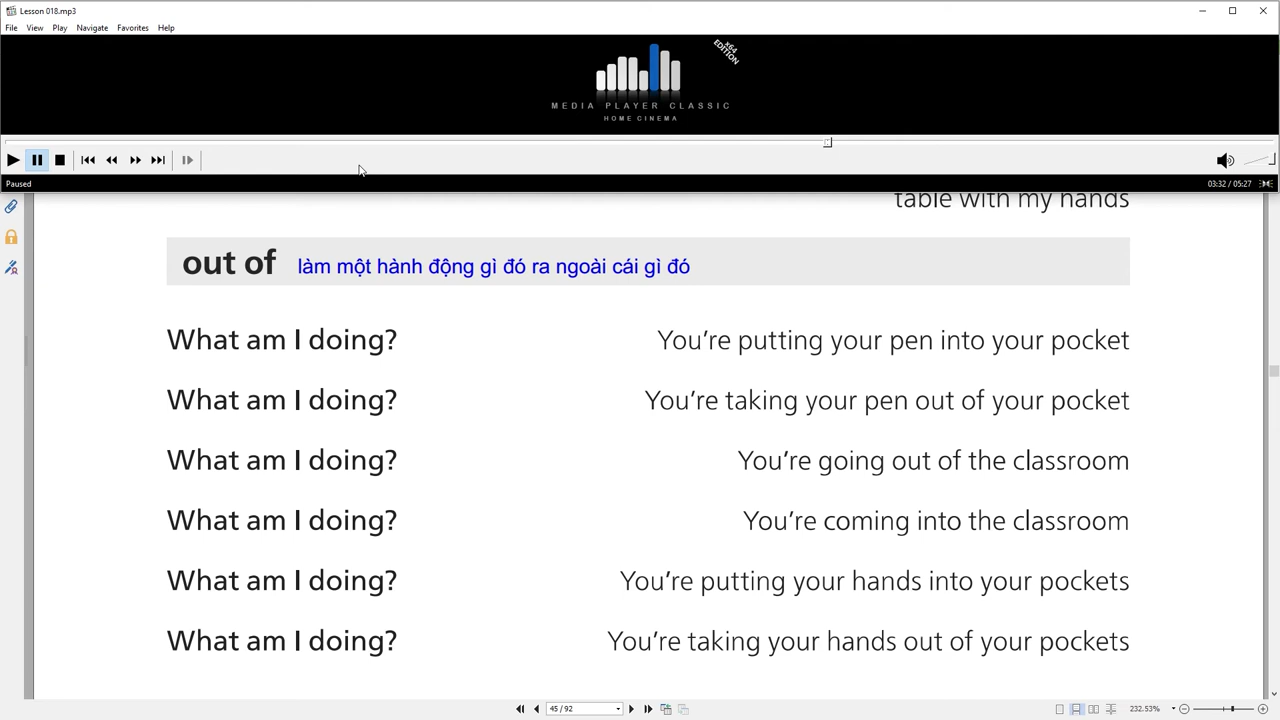 Lesson 018.mp3
File View Play Navigate Favorites Help
x64 EDITION
MEDIA PLAYER CLASSIC
HOME CINEMA
Paused
03:32 / 05:27
table with my hands
out of làm một hành động gì đó ra ngoài cái gì đó
What am I doing? You're putting your pen into your pocket
What am I doing? You're taking your pen out of your pocket
What am I doing? You're going out of the classroom
What am I doing? You're coming into the classroom
What am I doing? You're putting your hands into your pockets
What am I doing? You're taking your hands out of your pockets
45 / 92
232.53%